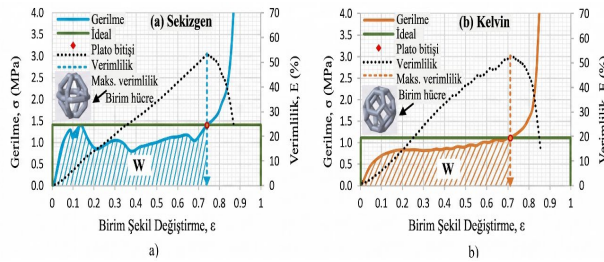 (a) Sekizgen
Gerilme
İdeal
Plato bitişi
Verimlilik
Maks. verimlilik
Birim hücre
W
Gerilme, σ (MPa)
4.0
3.5
3.0
2.5
2.0
1.5
1.0
0.5
0.0
Verimlilik, E (%)
70
60
50
40
30
20
10
0
0 0.1 0.2 0.3 0.4 0.5 0.6 0.7 0.8 0.9 1
Birim Şekil Değiştirme, ε
a)
(b) Kelvin
Gerilme
İdeal
Plato bitişi
Verimlilik
Maks. verimlilik
Birim hücre
W
Gerilme, σ (MPa)
4.0
3.5
3.0
2.5
2.0
1.5
1.0
0.5
0.0
Verimlilik, E (%)
70
60
50
40
30
20
10
0
0 0.1 0.2 0.3 0.4 0.5 0.6 0.7 0.8 0.9 1
Birim Şekil Değiştirme, ε
b)